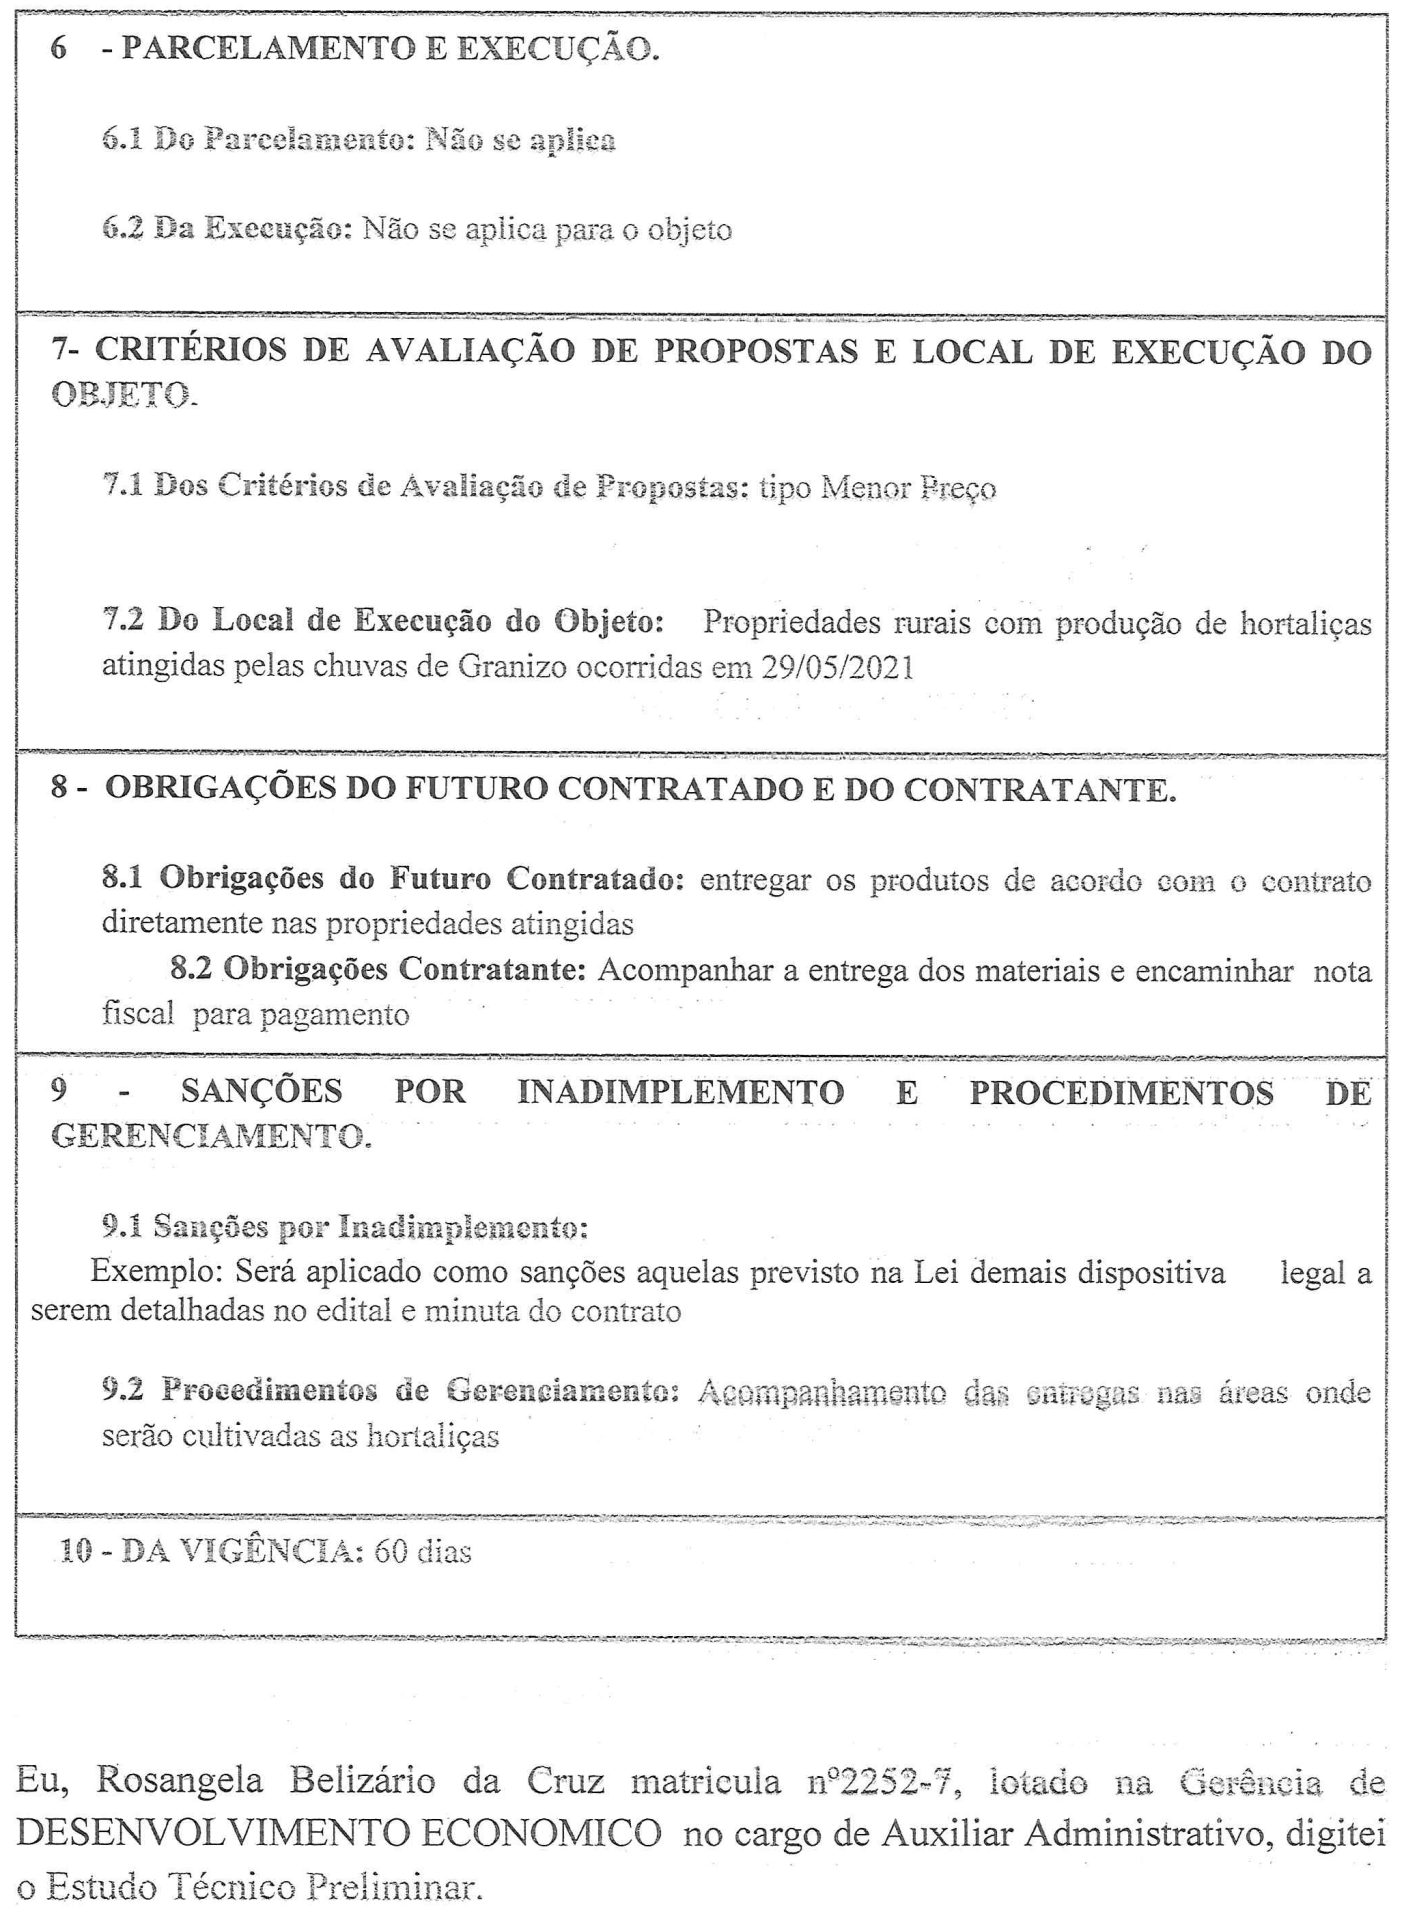 6 - PARCELAMENTO E EXECUÇÃO.
6.1 Do Parcelamento: Não se aplica
6.2 Da Execução: Não se aplica para o objeto
7- CRITÉRIOS DE AVALIAÇÃO DE PROPOSTAS E LOCAL DE EXECUÇÃO DO
OBJETO.
7.1 Dos Critérios de Avaliação de Propostas: tipo Menor Preço
7.2 Do Local de Execução do Objeto: Propriedades rurais com produção de hortaliças
atingidas pelas chuvas de Granizo ocorridas em 29/05/2021
8 - OBRIGAÇÕES DO FUTURO CONTRATADO E DO CONTRATANTE.
8.1 Obrigações do Futuro Contratado: entregar os produtos de acordo com o contrato
diretamente nas propriedades atingidas
8.2 Obrigações Contratante: Acompanhar a entrega dos materiais e encaminhar nota
fiscal para pagamento
9 - SANÇÕES POR INADIMPLEMENTO E PROCEDIMENTOS DE
GERENCIAMENTO.
9.1 Sanções por Inadimplemento:
Exemplo: Será aplicado como sanções aquelas previsto na Lei demais dispositiva legal a
serem detalhadas no edital e minuta do contrato
9.2 Procedimentos de Gerenciamento: Acompanhamento das entregas nas áreas onde
serão cultivadas as hortaliças
10 - DA VIGÊNCIA: 60 dias
Eu, Rosangela Belizário da Cruz matricula nº2252-7, lotado na Gerência de
DESENVOLVIMENTO ECONOMICO no cargo de Auxiliar Administrativo, digitei
o Estudo Técnico Preliminar.